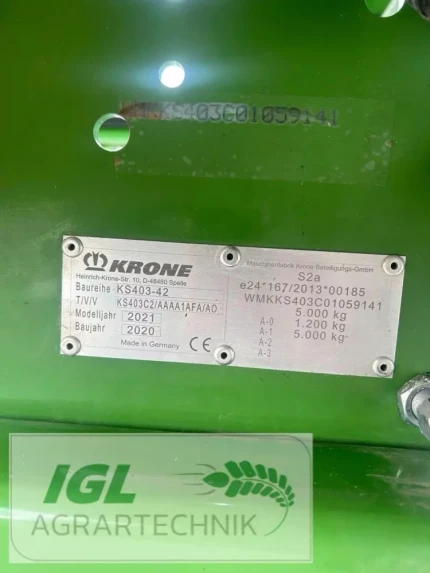 KS403C01059141
KRONE
Heinrich-Krone-Str. 10, D-48480 Spelle
Baureihe KS403-42
T/V/V KS403C2/AAAA1AFA/AO
Modelljahr 2021
Baujahr 2020
Made in Germany
CE
Maschinenfabrik Krone Beteiligungs-GmbH
S2a
e24*167/2013*00185
WMKKS403C01059141
5.000 kg
A-0 1.200 kg
A-1 5.000 kg
A-2
A-3
IGL
AGRARTECHNIK